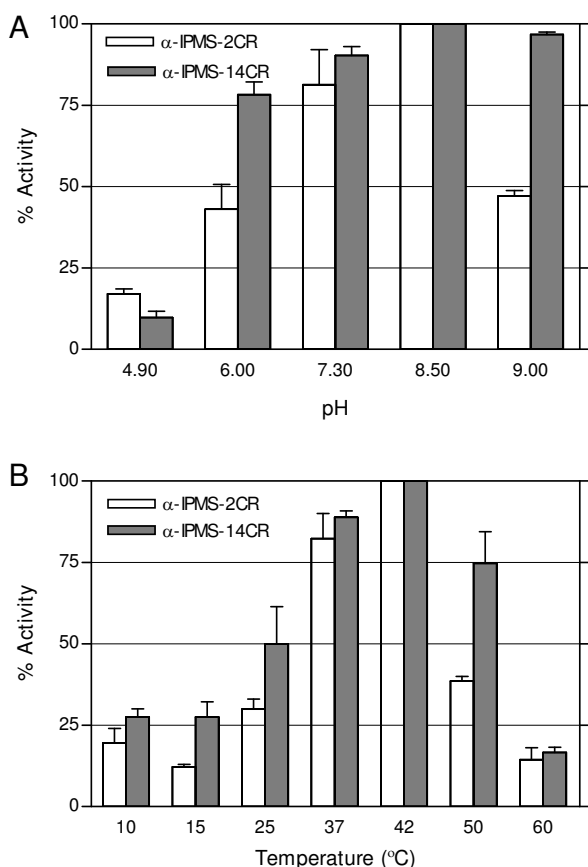 A
α-IPMS-2CR
α-IPMS-14CR
% Activity
100
75
50
25
0
4.90 6.00 7.30 8.50 9.00
pH
B
α-IPMS-2CR
α-IPMS-14CR
% Activity
100
75
50
25
0
10 15 25 37 42 50 60
Temperature (ºC)